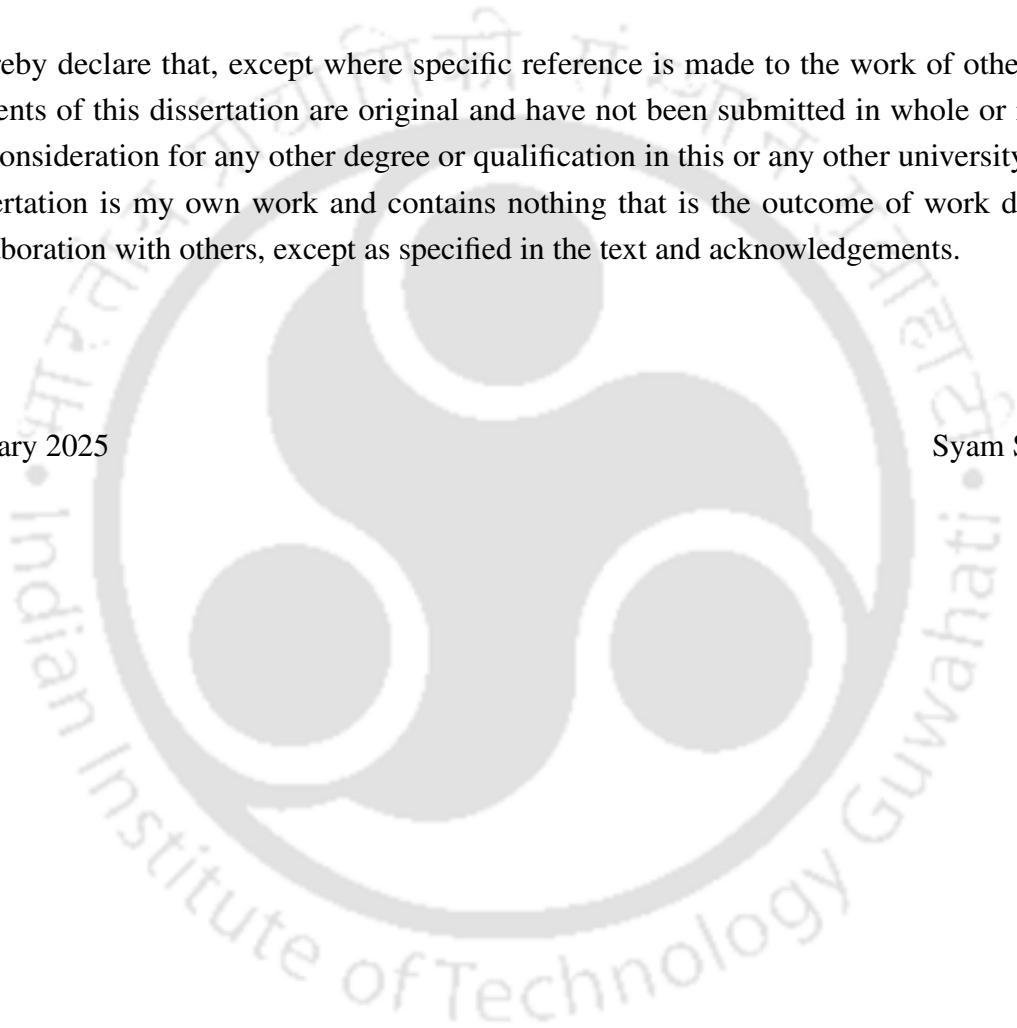 reby declare that, except where specific reference is made to the work of othe
ents of this dissertation are original and have not been submitted in whole or
onsideration for any other degree or qualification in this or any other university
ertation is my own work and contains nothing that is the outcome of work d
boration with others, except as specified in the text and acknowledgements.
ary 2025
Syam S
भारतीय प्रौद्योगिकी संस्थान गुवाहाटी
Indian Institute of Technology Guwahati